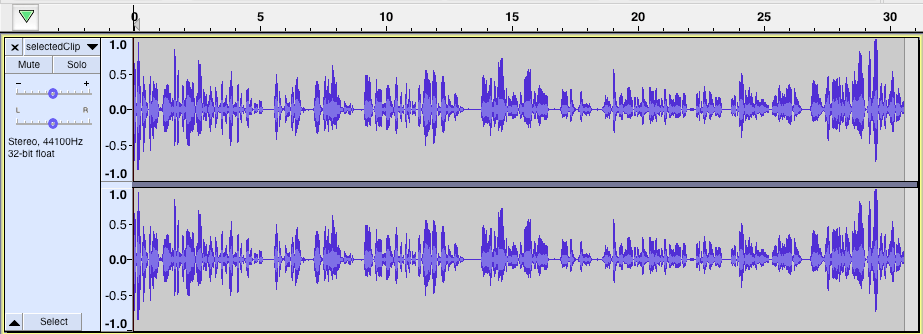 0 5 10 15 20 25 30
× selectedClip
Mute Solo
- +
L R
Stereo, 44100Hz
32-bit float
Select
1.0
0.5
0.0
-0.5
-1.0
1.0
0.5
0.0
-0.5
-1.0